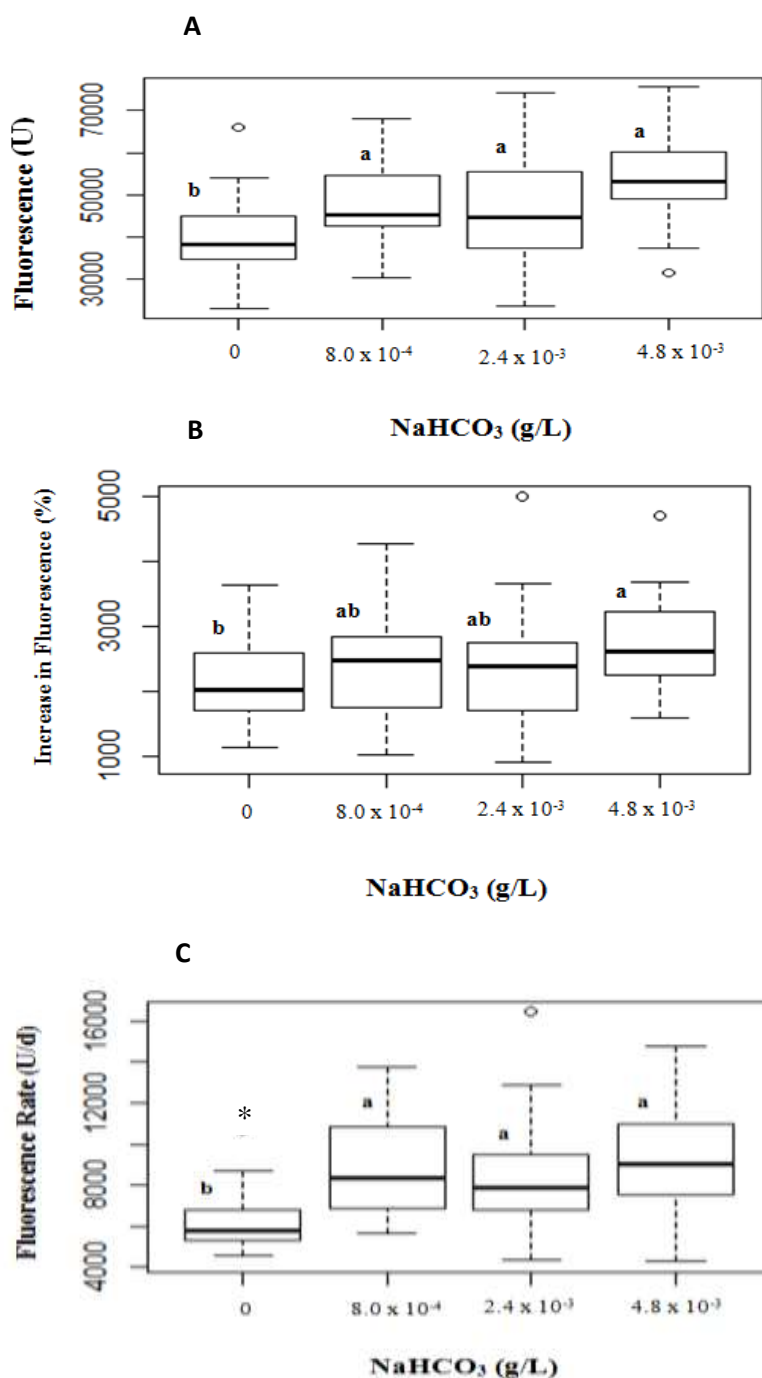 A
Fluorescence (U)
70000
50000
30000
b
a
a
a
0
8.0 x 10⁻⁴
2.4 x 10⁻³
4.8 x 10⁻³
NaHCO₃ (g/L)
B
Increase in Fluorescence (%)
5000
3000
1000
b
ab
ab
a
0
8.0 x 10⁻⁴
2.4 x 10⁻³
4.8 x 10⁻³
NaHCO₃ (g/L)
C
Fluorescence Rate (U/d)
16000
12000
8000
4000
*
b
a
a
a
0
8.0 x 10⁻⁴
2.4 x 10⁻³
4.8 x 10⁻³
NaHCO₃ (g/L)